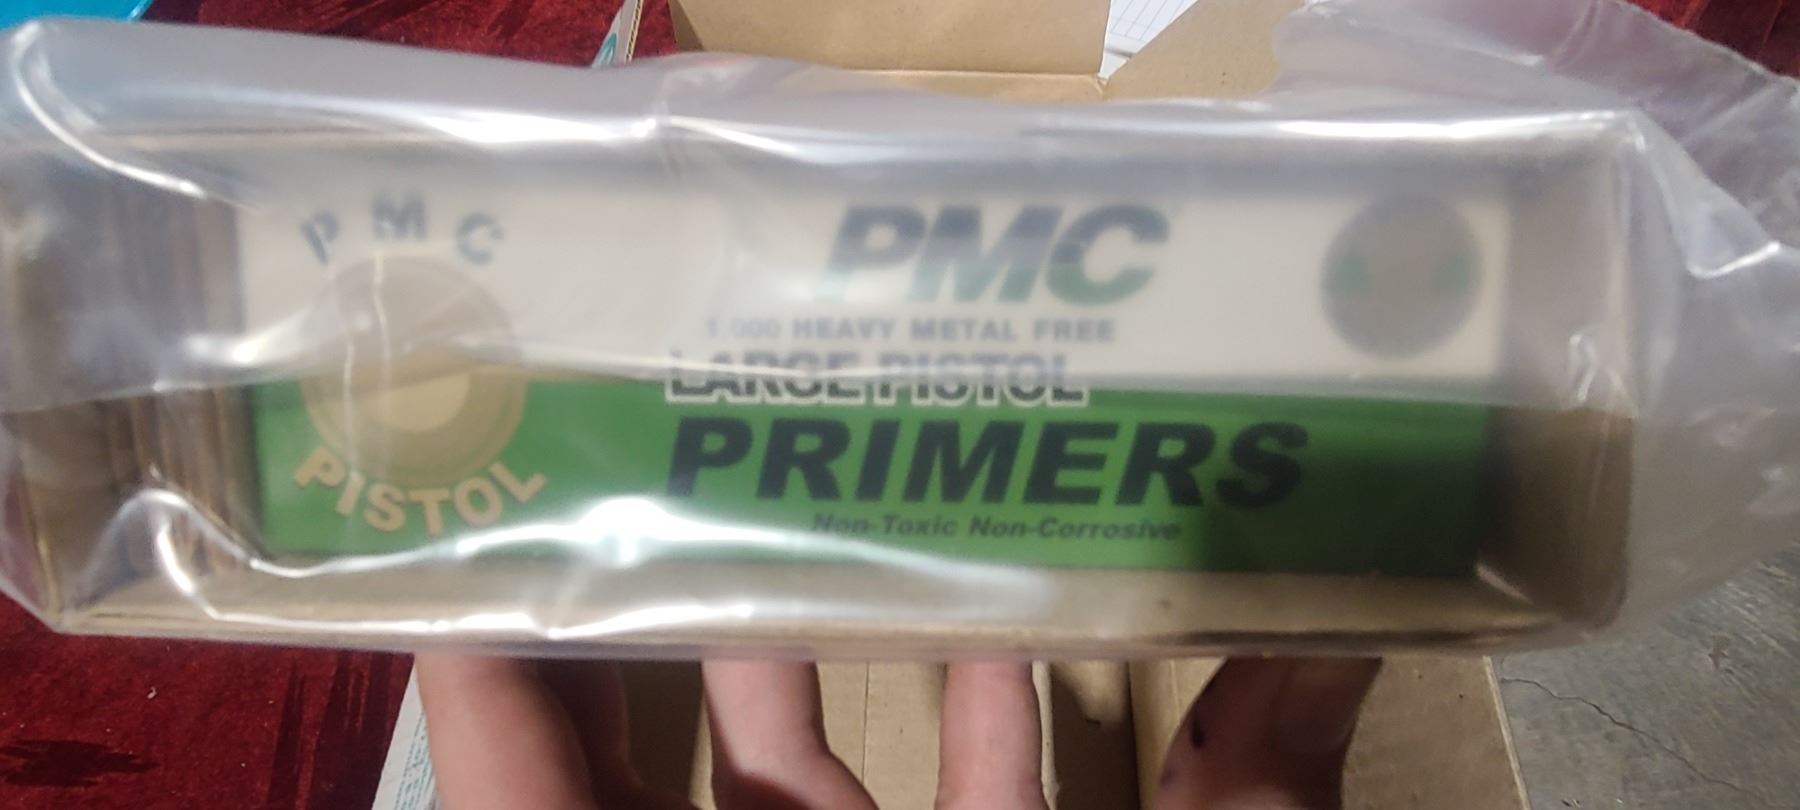 PMC
PISTOL
PMC
1,000 HEAVY METAL FREE
LARGE PISTOL
PRIMERS
Non-Toxic Non-Corrosive